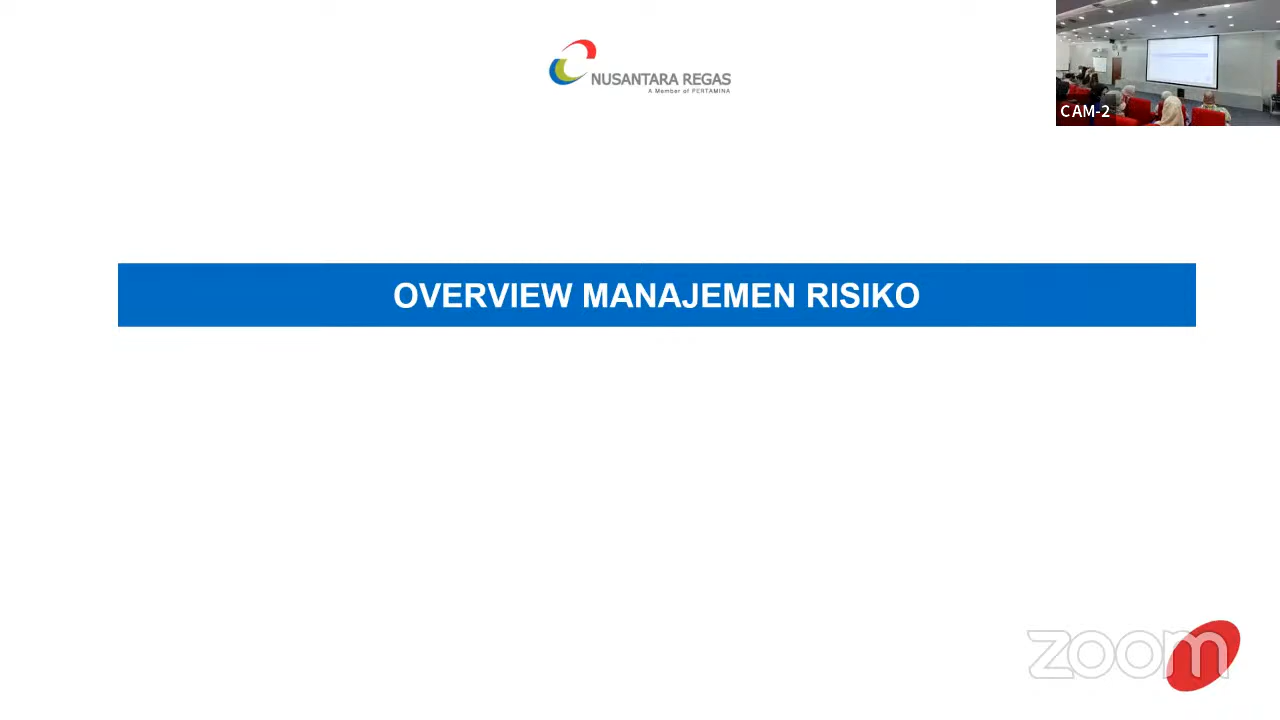 NUSANTARA REGAS
A Member of PERTAMINA
CAM-2
OVERVIEW MANAJEMEN RISIKO
zoom